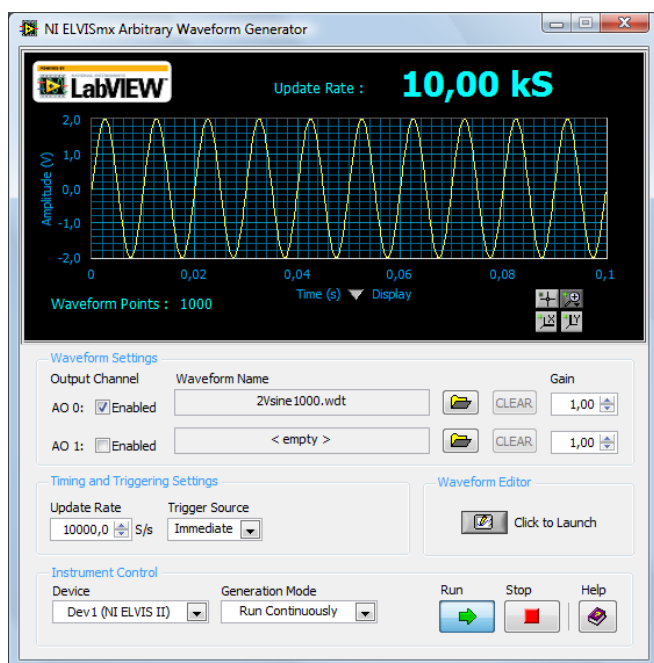 NI ELVISmx Arbitrary Waveform Generator
LabVIEW
Update Rate : 10,00 kS
2,0
1,0
0,0
-1,0
-2,0
Amplitude (V)
0 0,02 0,04 0,06 0,08 0,1
Time (s) Display
Waveform Points : 1000
Waveform Settings
Output Channel Waveform Name Gain
AO 0: Enabled 2Vsine1000.wdt CLEAR 1,00
AO 1: Enabled < empty > CLEAR 1,00
Timing and Triggering Settings Waveform Editor
Update Rate Trigger Source
10000,0 S/s Immediate Click to Launch
Instrument Control
Device Generation Mode Run Stop Help
Dev1 (NI ELVIS II) Run Continuously